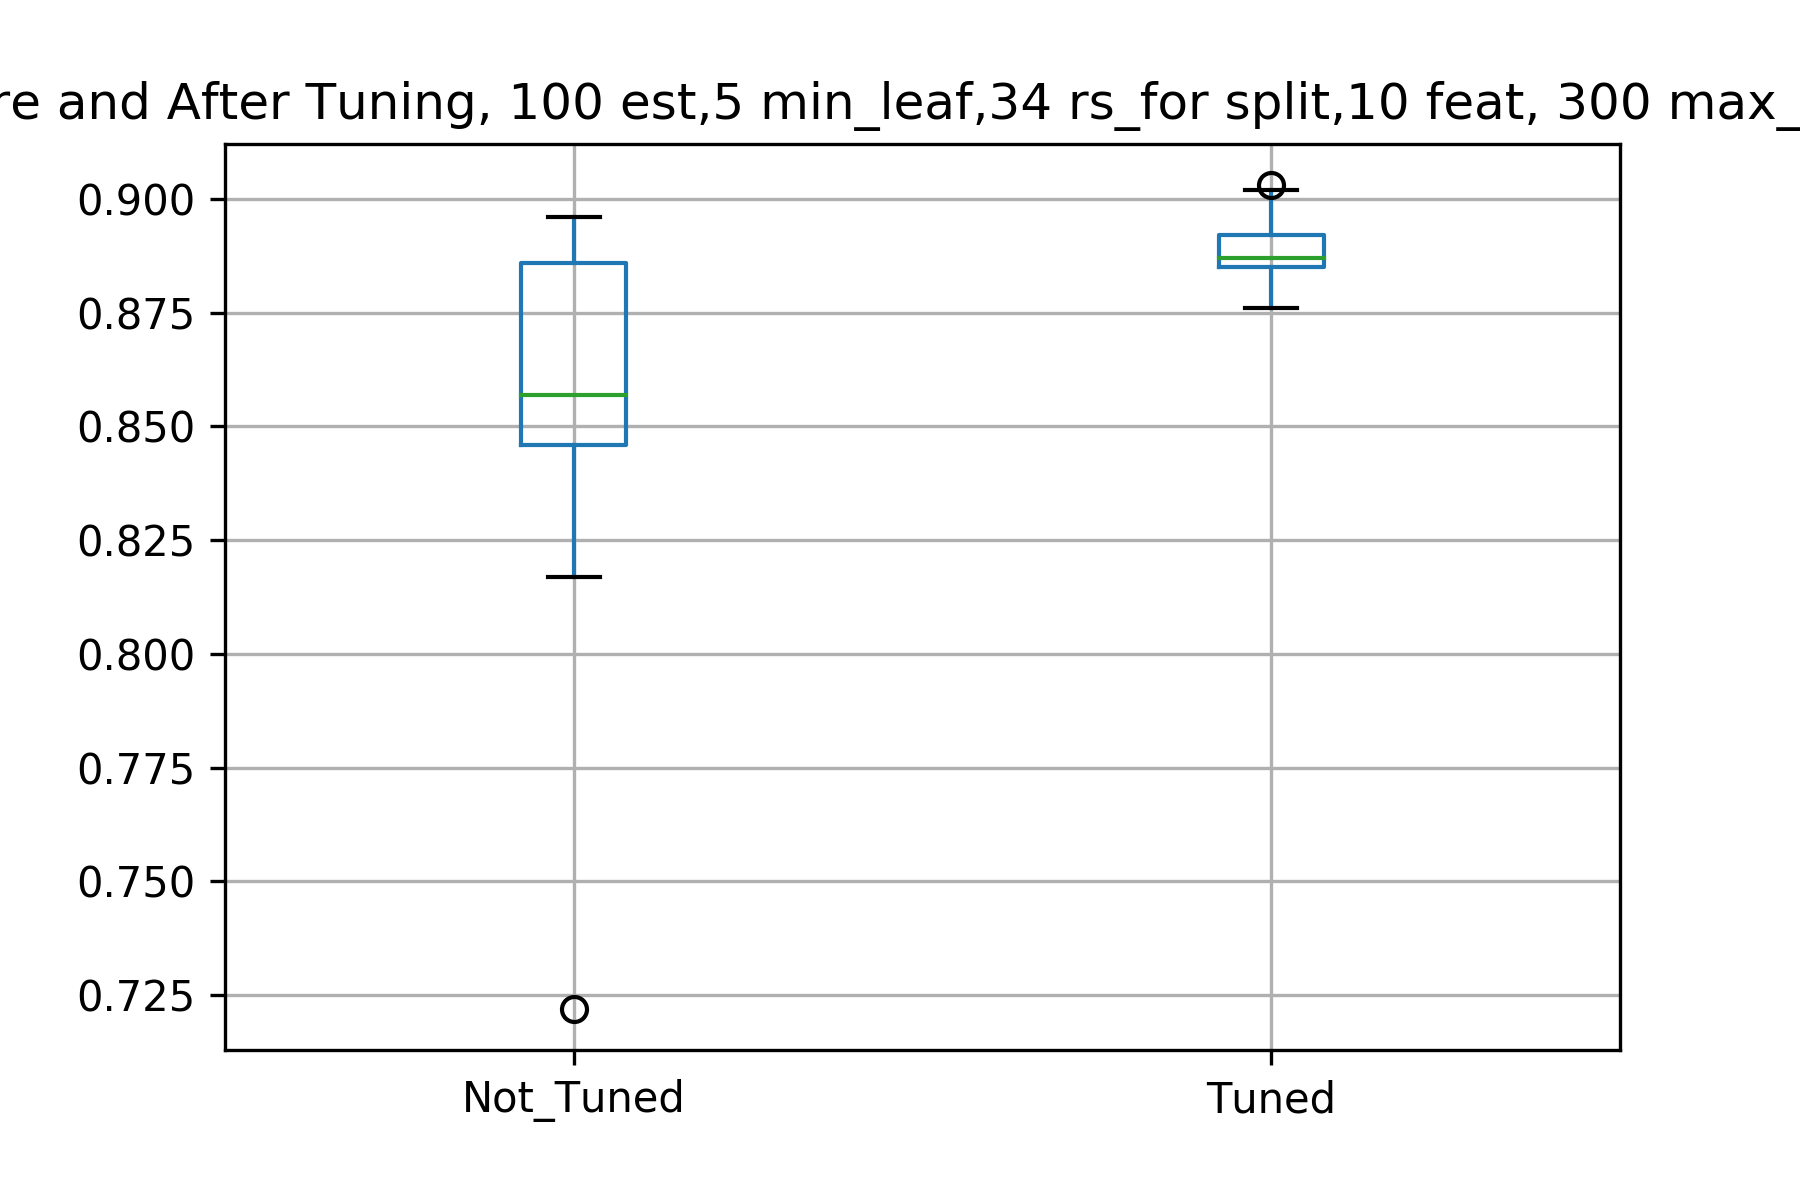 re and After Tuning, 100 est,5 min_leaf,34 rs_for split,10 feat, 300 max_
0.900
0.875
0.850
0.825
0.800
0.775
0.750
0.725
Not_Tuned
Tuned